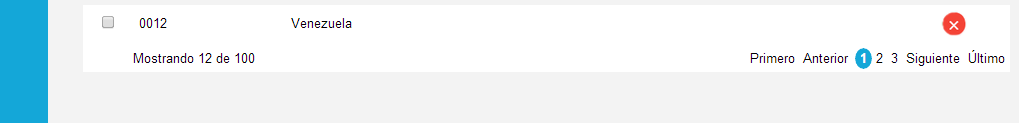 0012 Venezuela
Mostrando 12 de 100 Primero Anterior 1 2 3 Siguiente Último